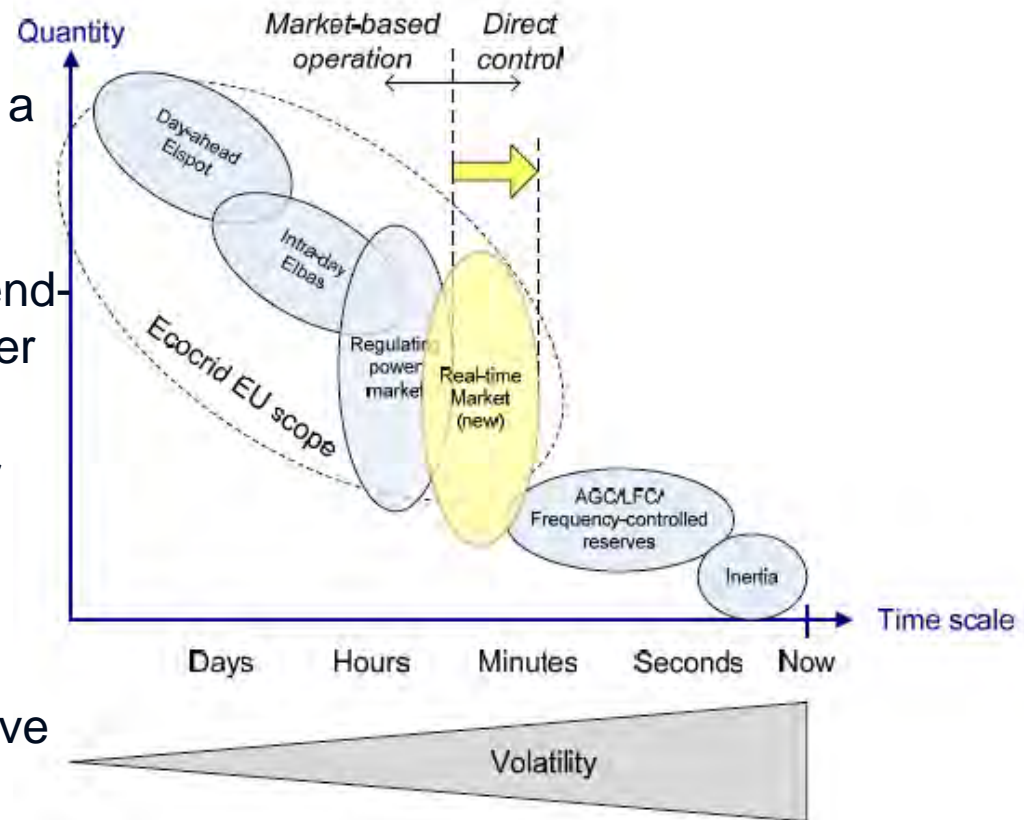 Quantity
Market-based
operation
Direct
control
a
Day-ahead
Elspot
Intra-day
Elbas
end-
er
Ecocrid EU scope
Regulating
power
market
Real-time
Market
(new)
AGC/LFC/
Frequency-controlled
reserves
Inertia
Time scale
Days Hours Minutes Seconds Now
ve
Volatility